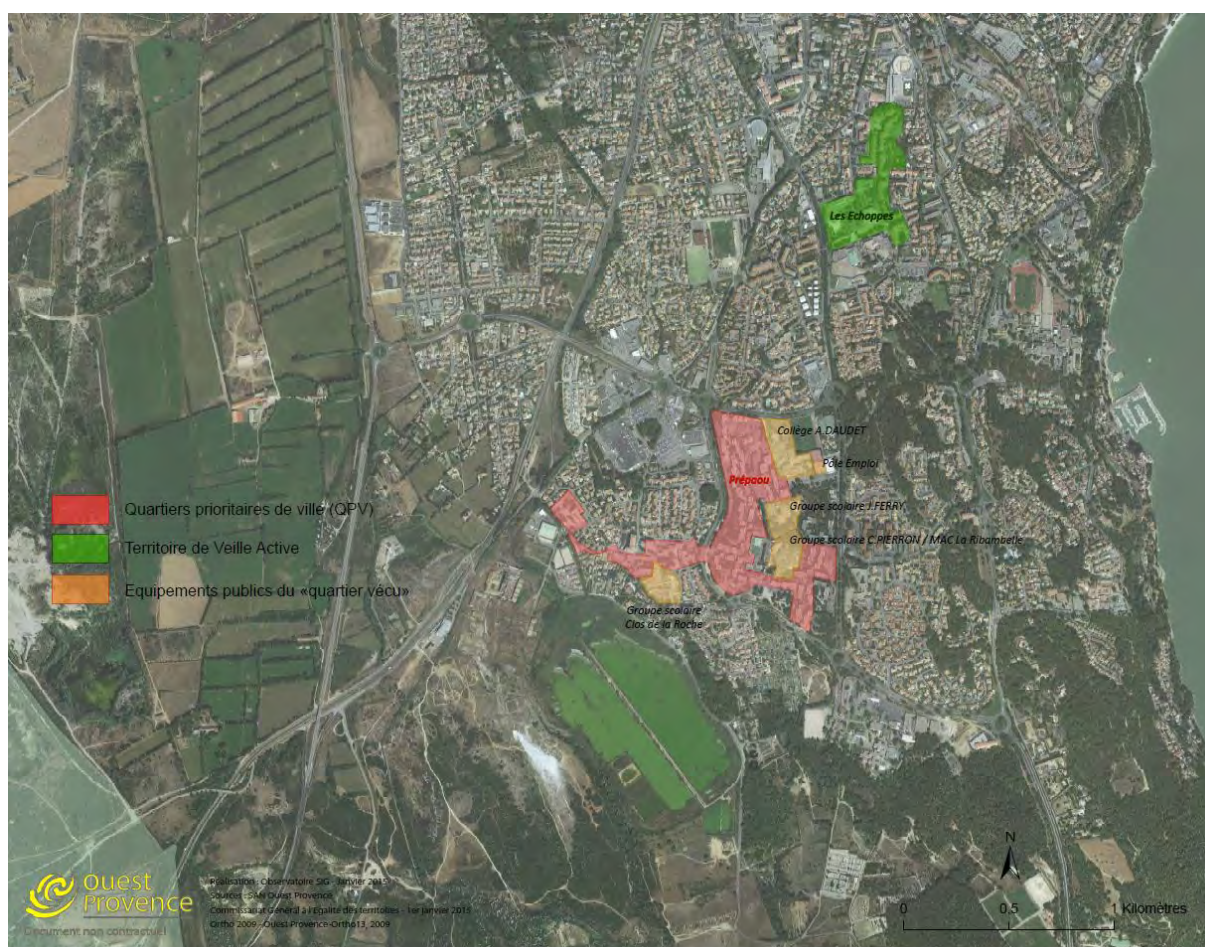 Les Echoppes
Collège A.DAUDET
Pôle Emploi
Prépaou
Groupe scolaire J.FERRY
Groupe scolaire C.PIERRON / MAC La Ribambelle
Groupe scolaire
Clos de la Roche
Quartiers prioritaires de ville (QPV)
Territoire de Veille Active
Equipements publics du «quartier vécu»
N
0 0,5 1 Kilomètres
Ouest
Provence
Document non contractuel
Réalisation : Observatoire SIG - Janvier 2015
Sources : SAN Ouest Provence
Commissariat Général à l'Egalité des territoires - 1er janvier 2015
Ortho 2009 - Ouest Provence-Ortho13, 2009